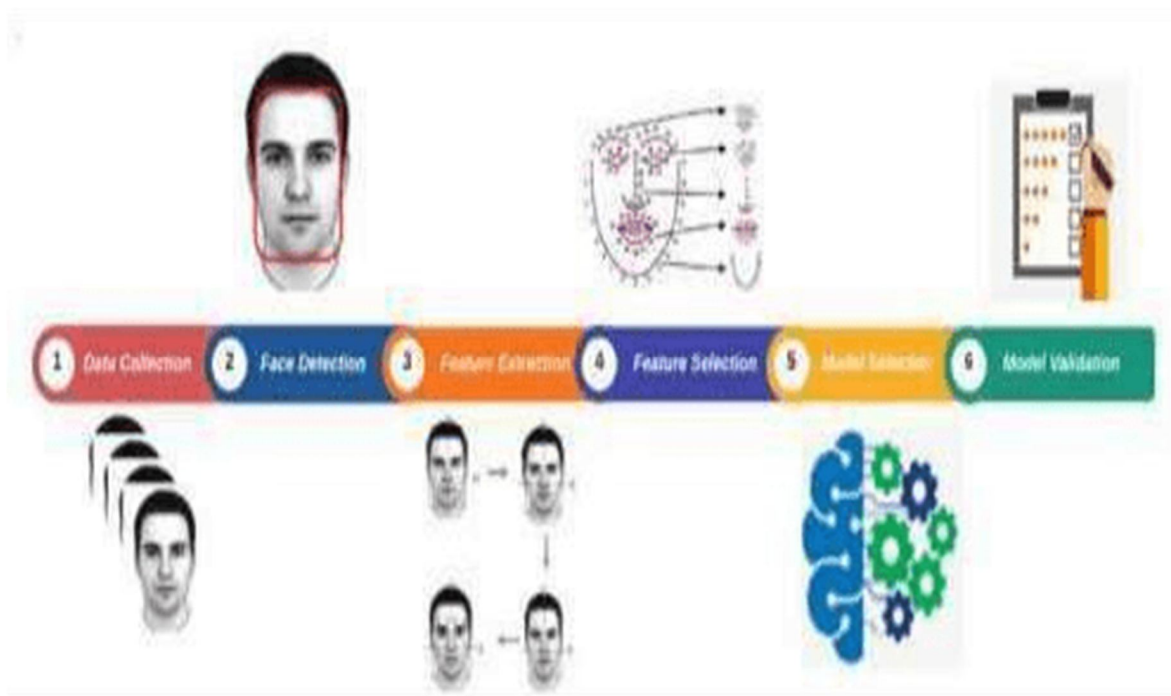 1 Data Collection
2 Face Detection
3 Feature Extraction
4 Feature Selection
5 Model Selection
6 Model Validation